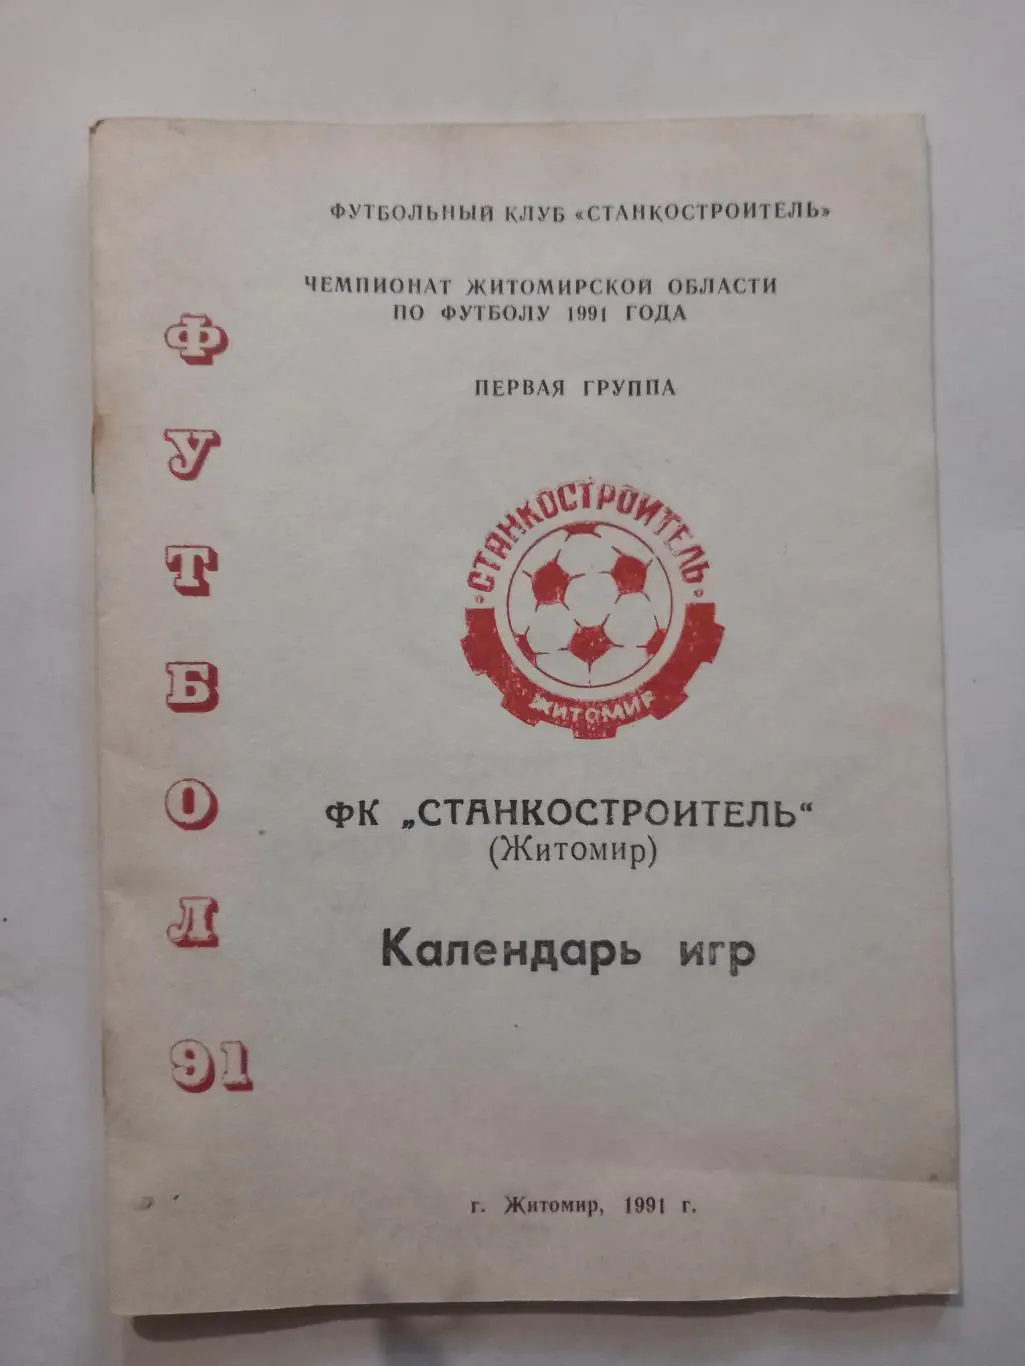 ФУТБОЛЬНЫЙ КЛУБ «СТАНКОСТРОИТЕЛЬ»
ЧЕМПИОНАТ ЖИТОМИРСКОЙ ОБЛАСТИ
ПО ФУТБОЛУ 1991 ГОДА
ПЕРВАЯ ГРУППА
ФУТБОЛ
91
СТАНКОСТРОИТЕЛЬ
ЖИТОМИР
ФК „СТАНКОСТРОИТЕЛЬ“
(Житомир)
Календарь игр
г. Житомир, 1991 г.